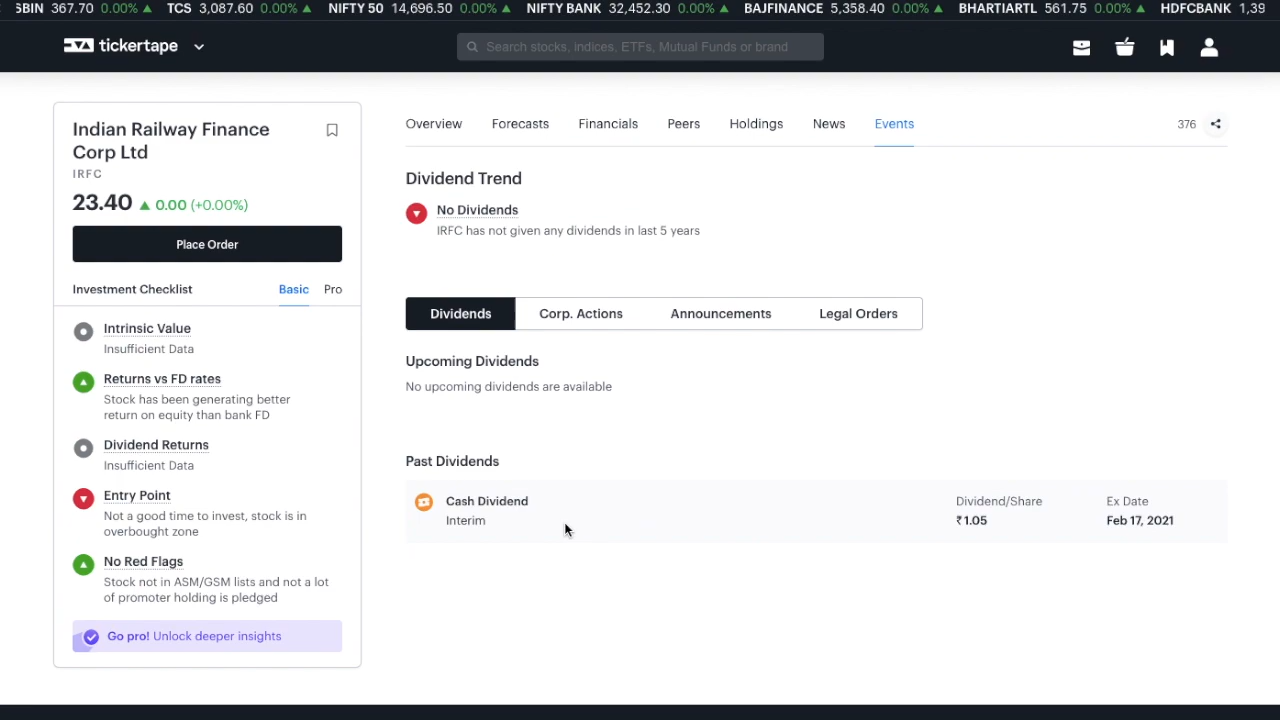 SBIN 367.70 0.00% ▲ TCS 3,087.60 0.00% ▲ NIFTY 50 14,696.50 0.00% ▲ NIFTY BANK 32,452.30 0.00% ▲ BAJFINANCE 5,358.40 0.00% ▲ BHARTIARTL 561.75 0.00% ▲ HDFCBANK 1,39
tickertape
Search stocks, indices, ETFs, Mutual Funds or brand
Indian Railway Finance
Corp Ltd
IRFC
23.40 ▲ 0.00 (+0.00%)
Place Order
Investment Checklist Basic Pro
Intrinsic Value
Insufficient Data
Returns vs FD rates
Stock has been generating better
return on equity than bank FD
Dividend Returns
Insufficient Data
Entry Point
Not a good time to invest, stock is in
overbought zone
No Red Flags
Stock not in ASM/GSM lists and not a lot
of promoter holding is pledged
Go pro! Unlock deeper insights
Overview Forecasts Financials Peers Holdings News Events 376
Dividend Trend
No Dividends
IRFC has not given any dividends in last 5 years
Dividends Corp. Actions Announcements Legal Orders
Upcoming Dividends
No upcoming dividends are available
Past Dividends
Cash Dividend Dividend/Share Ex Date
Interim ₹1.05 Feb 17, 2021